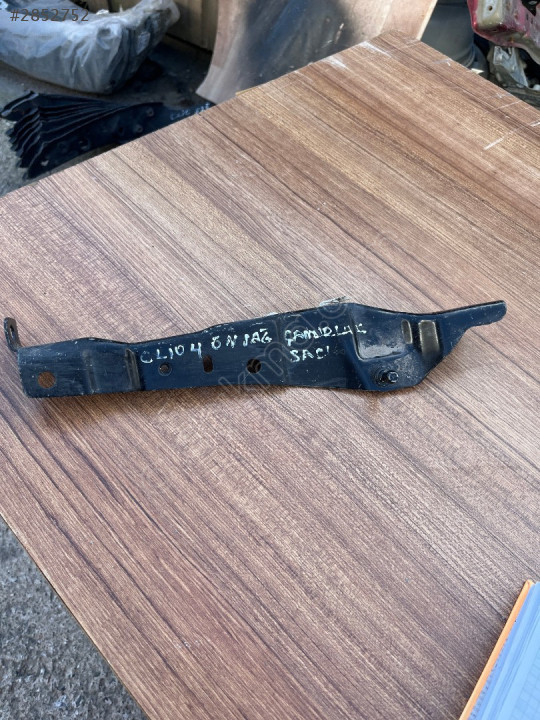 #2852752
CLIO 4 ÖN SAĞ ÇAMURLUK
SACI